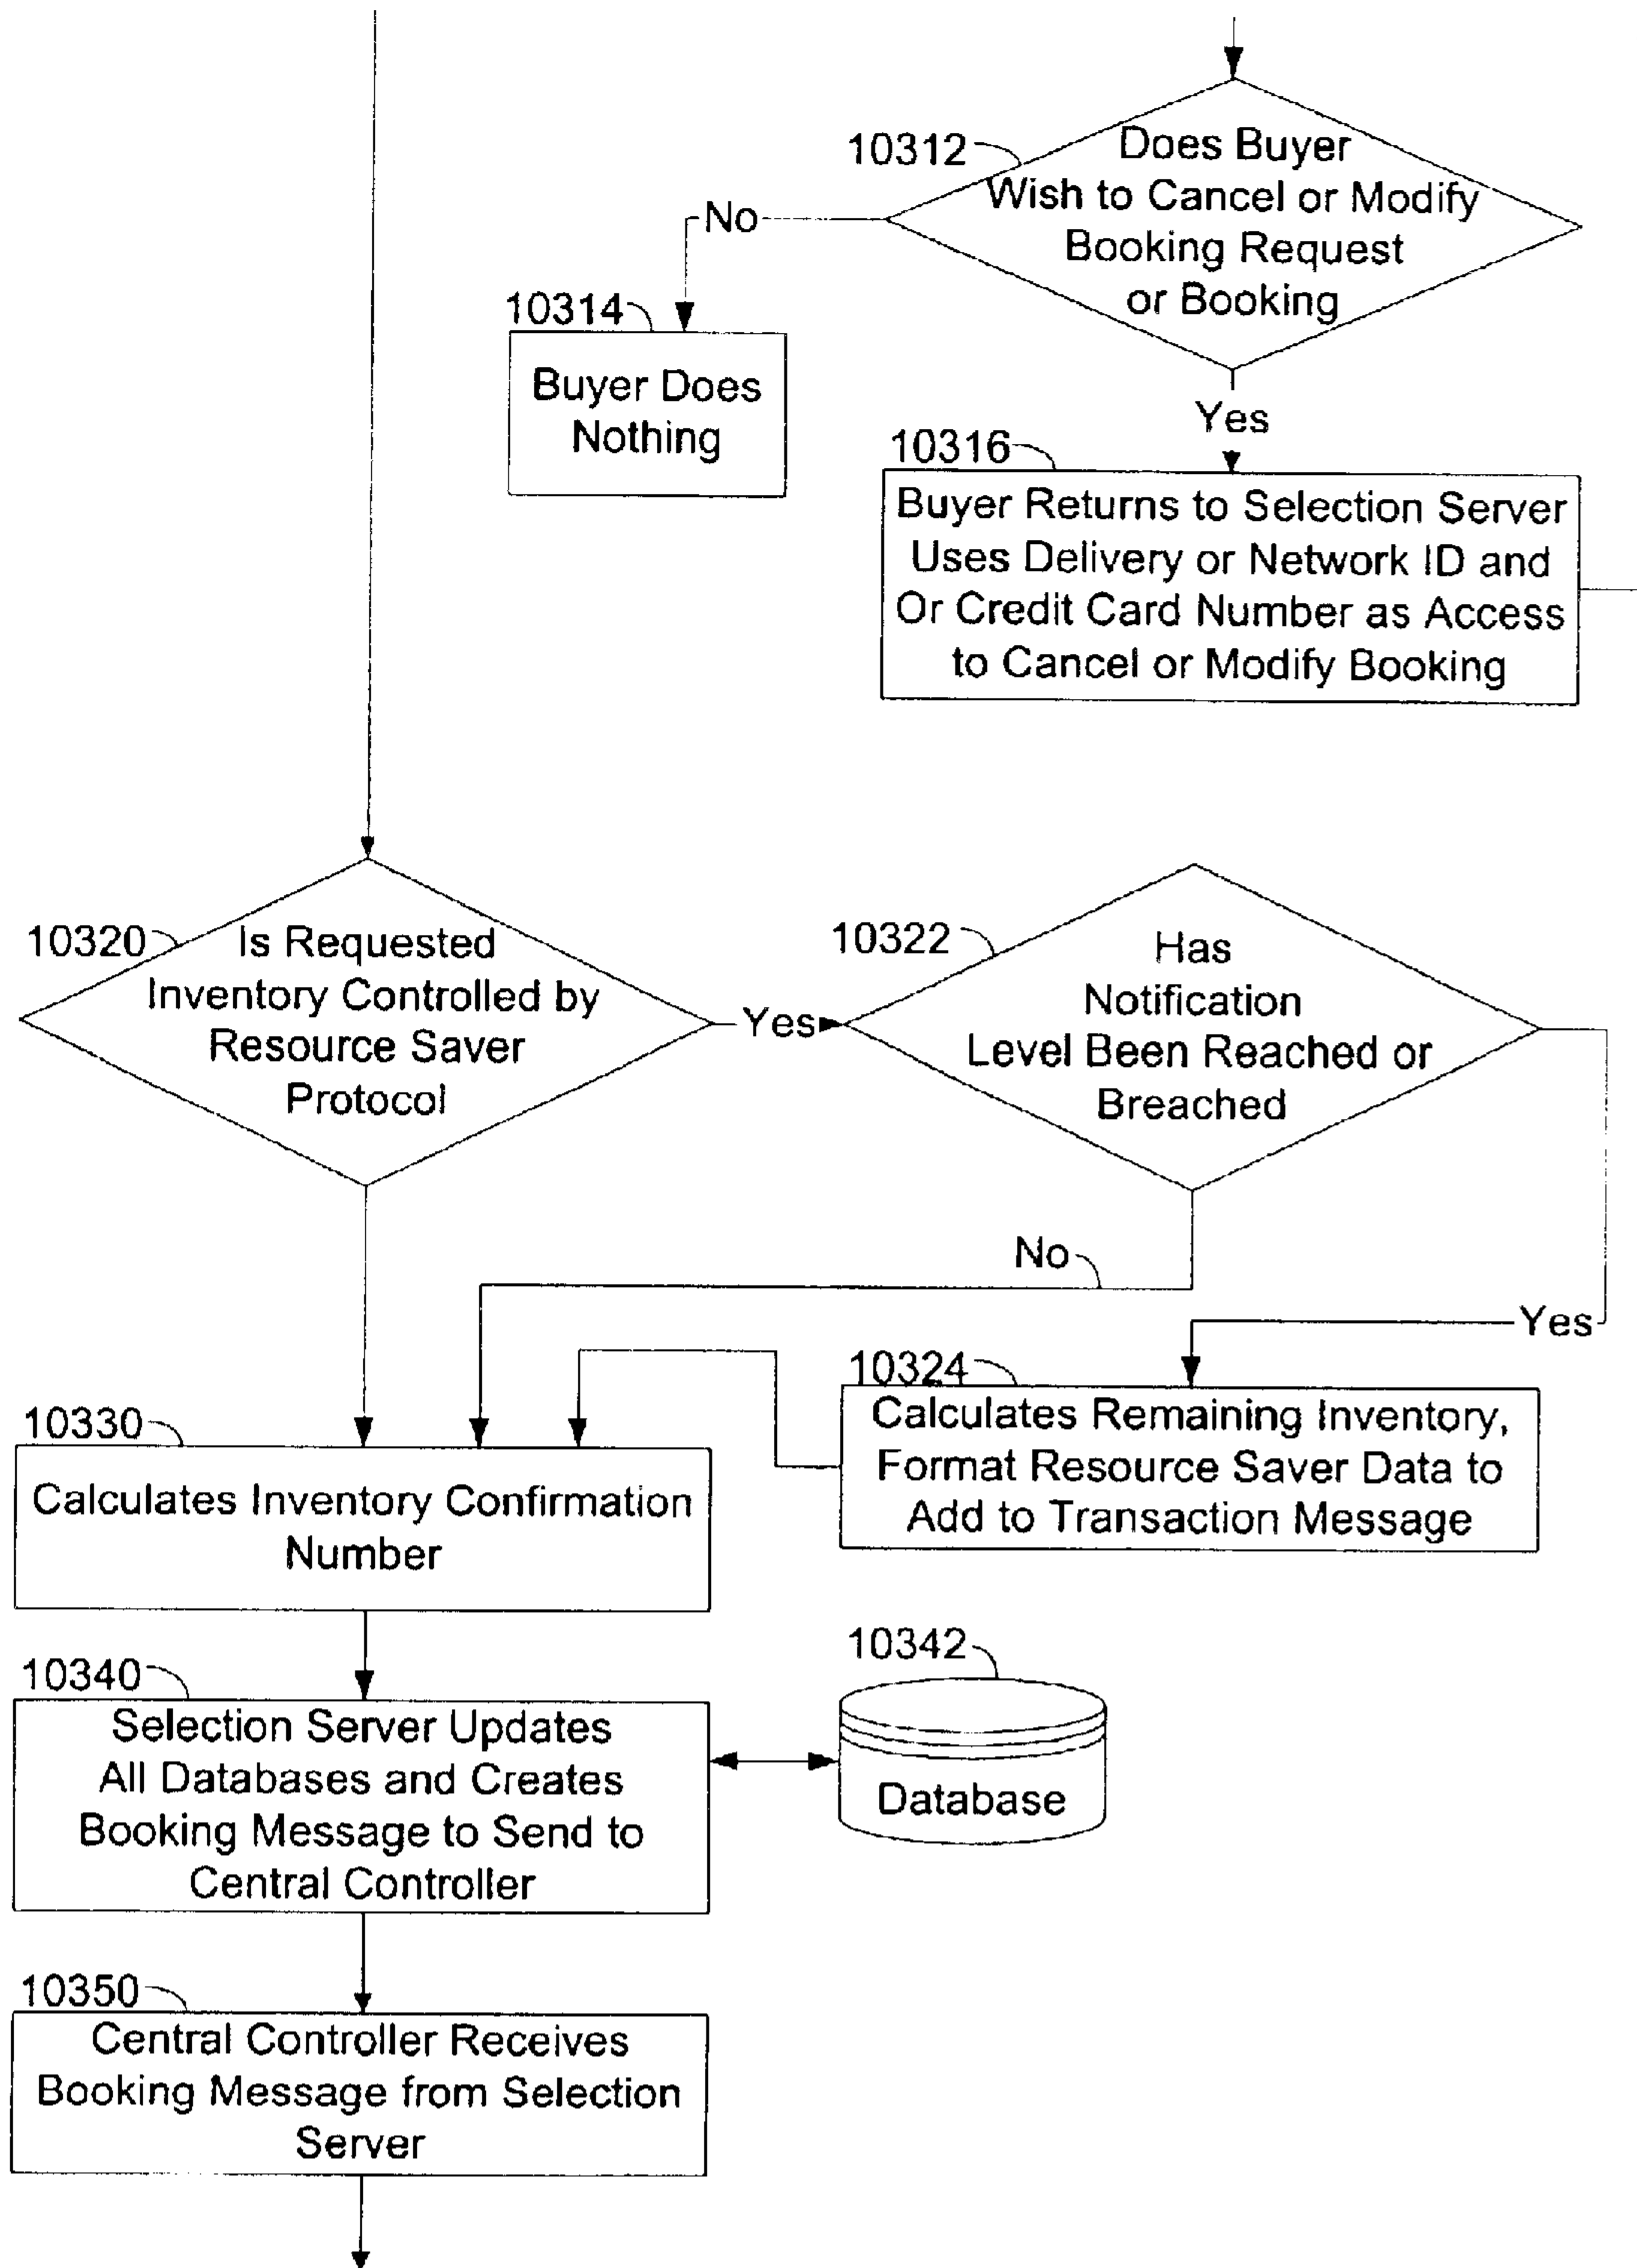 10312
Does Buyer
Wish to Cancel or Modify
Booking Request
or Booking
No
10314
Buyer Does
Nothing
Yes
10316
Buyer Returns to Selection Server
Uses Delivery or Network ID and
Or Credit Card Number as Access
to Cancel or Modify Booking
10320
Is Requested
Inventory Controlled by
Resource Saver
Protocol
Yes
10322
Has
Notification
Level Been Reached or
Breached
No
Yes
10324
Calculates Remaining Inventory,
Format Resource Saver Data to
Add to Transaction Message
10330
Calculates Inventory Confirmation
Number
10340
Selection Server Updates
All Databases and Creates
Booking Message to Send to
Central Controller
10342
Database
10350
Central Controller Receives
Booking Message from Selection
Server